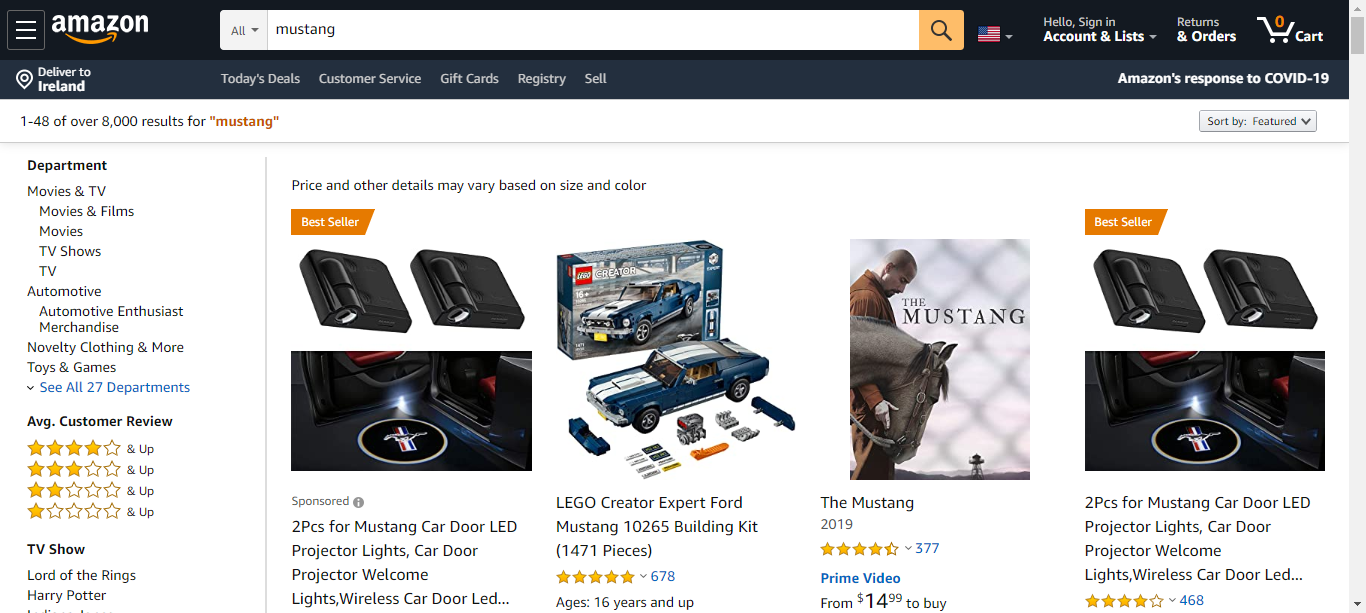 amazon
All
mustang
Hello, Sign in
Account & Lists
Returns
& Orders
0
Cart
Deliver to
Ireland
Today's Deals
Customer Service
Gift Cards
Registry
Sell
Amazon's response to COVID-19
1-48 of over 8,000 results for "mustang"
Sort by: Featured
Department
Movies & TV
Movies & Films
Movies
TV Shows
TV
Automotive
Automotive Enthusiast
Merchandise
Novelty Clothing & More
Toys & Games
See All 27 Departments
Avg. Customer Review
& Up
& Up
& Up
& Up
TV Show
Lord of the Rings
Harry Potter
Price and other details may vary based on size and color
Best Seller
Sponsored
2Pcs for Mustang Car Door LED
Projector Lights, Car Door
Projector Welcome
Lights,Wireless Car Door Led...
LEGO
CREATOR
EXPERT
16+
1471
LEGO Creator Expert Ford
Mustang 10265 Building Kit
(1471 Pieces)
678
Ages: 16 years and up
THE
MUSTANG
The Mustang
2019
377
Prime Video
From $14.99 to buy
Best Seller
2Pcs for Mustang Car Door LED
Projector Lights, Car Door
Projector Welcome
Lights,Wireless Car Door Led...
468